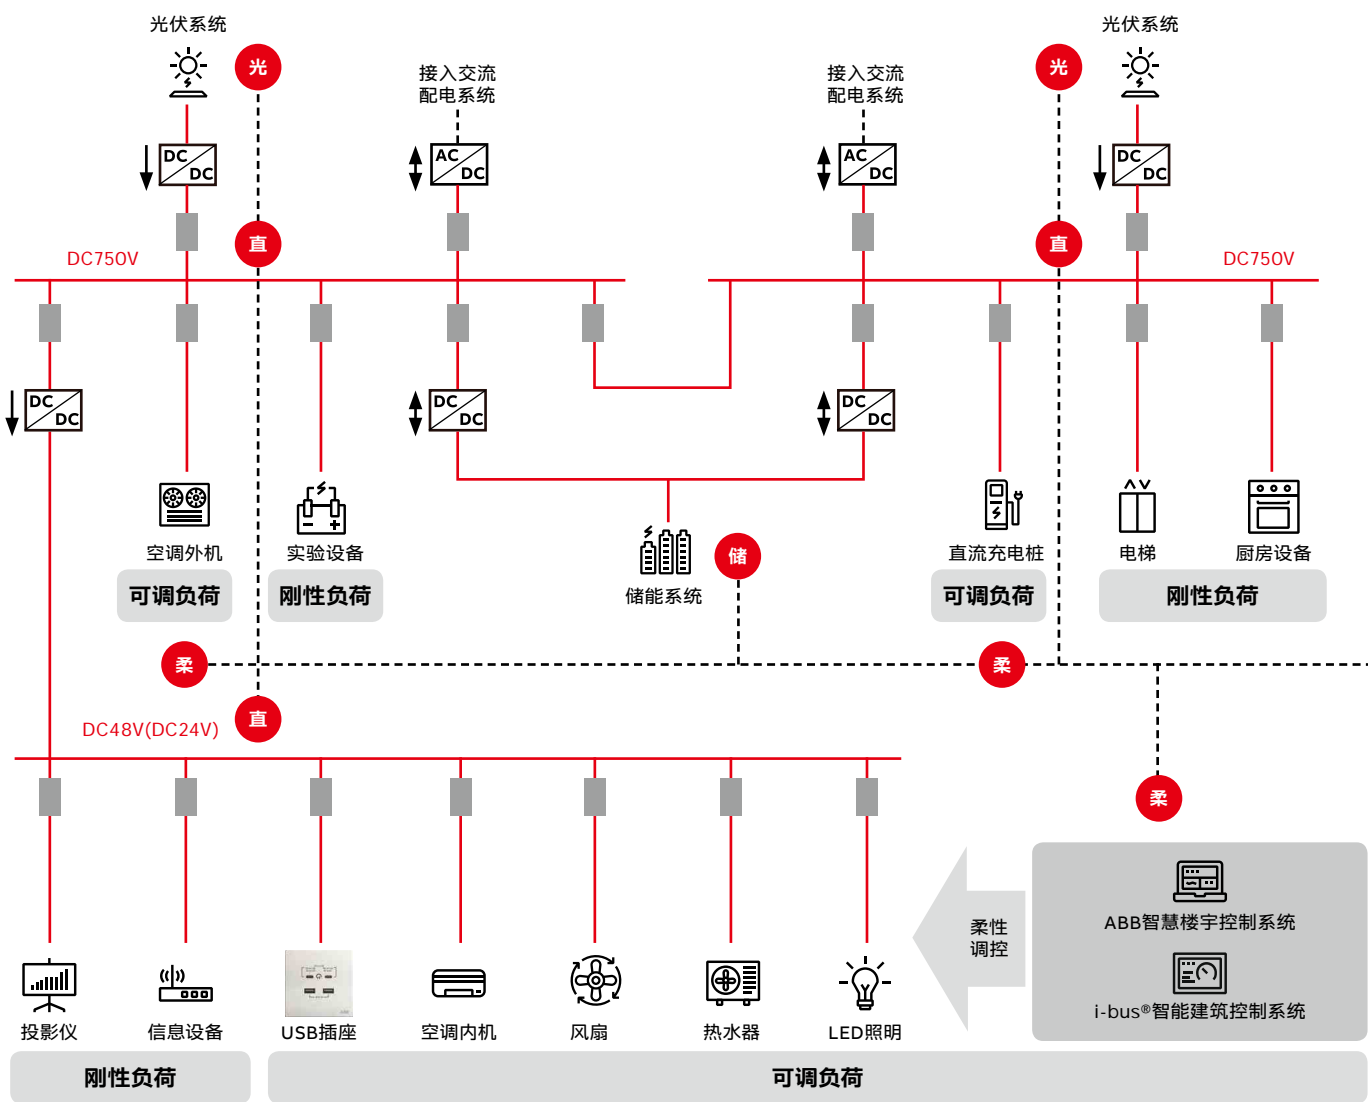 光伏系统
光
接入交流
配电系统
接入交流
配电系统
光
光伏系统
DC
DC
AC
DC
AC
DC
DC
DC
直
直
DC750V
DC750V
DC
DC
DC
DC
DC
DC
空调外机
实验设备
储能系统
储
直流充电桩
电梯
厨房设备
可调负荷
刚性负荷
可调负荷
刚性负荷
柔
柔
直
DC48V(DC24V)
柔
柔性
调控
ABB智慧楼宇控制系统
i-bus®智能建筑控制系统
投影仪
信息设备
USB插座
空调内机
风扇
热水器
LED照明
刚性负荷
可调负荷